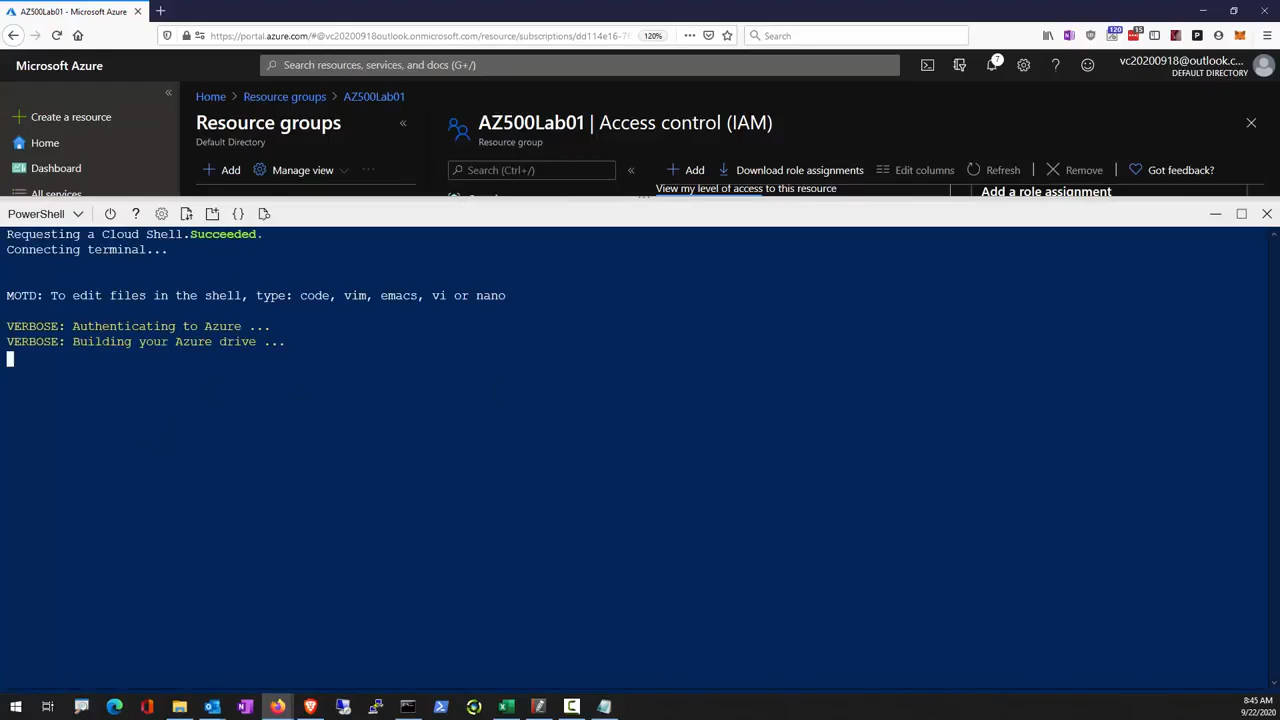 AZ500Lab01 - Microsoft Azure
https://portal.azure.com/#@vc20200918outlook.onmicrosoft.com/resource/subscriptions/dd114e16-7
120%
Search
120
15
Microsoft Azure
Search resources, services, and docs (G+/)
7
vc20200918@outlook.c...
DEFAULT DIRECTORY
Create a resource
Home
Dashboard
All services
Home > Resource groups > AZ500Lab01
Resource groups
Default Directory
Add
Manage view
AZ500Lab01 | Access control (IAM)
Resource group
Search (Ctrl+/)
Add
Download role assignments
Edit columns
Refresh
Remove
Got feedback?
View my level of access to this resource
Add a role assignment
PowerShell
Requesting a Cloud Shell.Succeeded.
Connecting terminal...
MOTD: To edit files in the shell, type: code, vim, emacs, vi or nano
VERBOSE: Authenticating to Azure ...
VERBOSE: Building your Azure drive ...
8:45 AM
9/22/2020